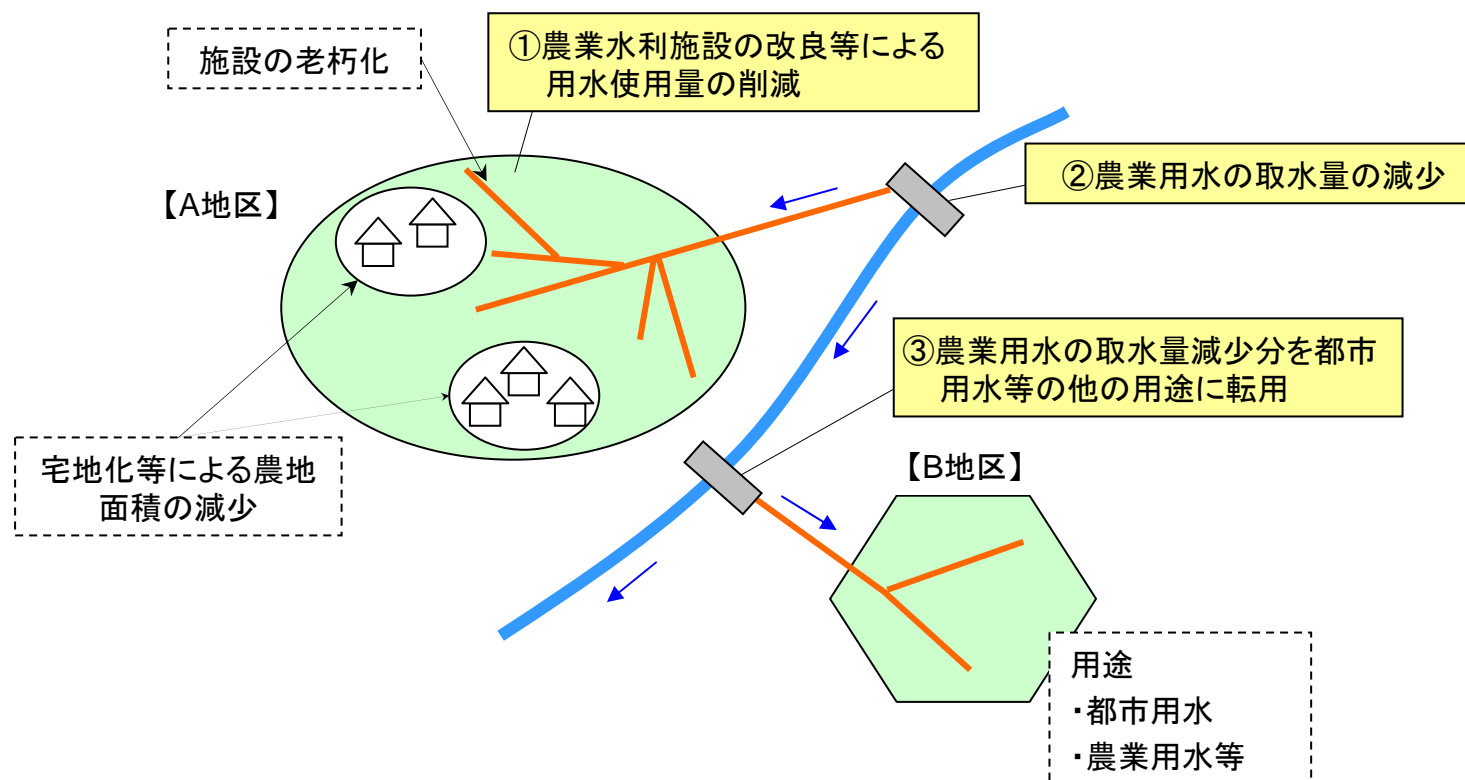 施設の老朽化
①農業水利施設の改良等による
用水使用量の削減
【A地区】
②農業用水の取水量の減少
③農業用水の取水量減少分を都市
用水等の他の用途に転用
宅地化等による農地
面積の減少
【B地区】
用途
・都市用水
・農業用水等